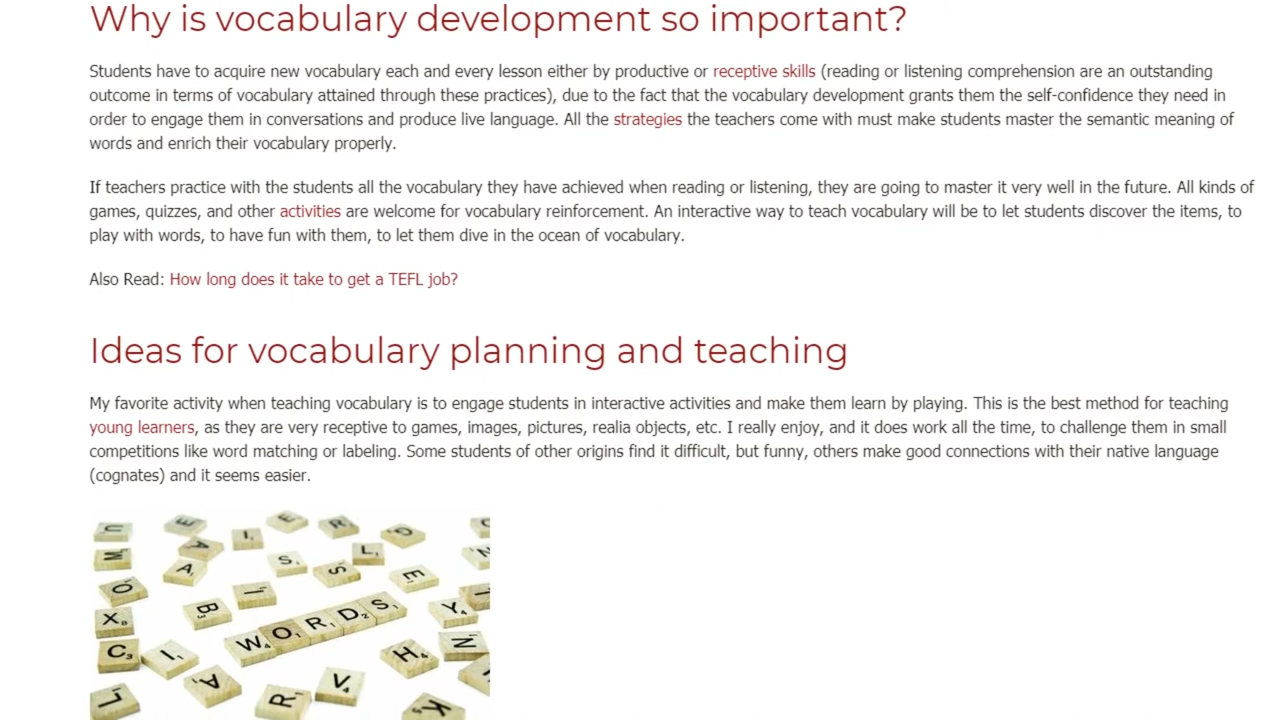 Why is vocabulary development so important?
Students have to acquire new vocabulary each and every lesson either by productive or receptive skills (reading or listening comprehension are an outstanding
outcome in terms of vocabulary attained through these practices), due to the fact that the vocabulary development grants them the self-confidence they need in
order to engage them in conversations and produce live language. All the strategies the teachers come with must make students master the semantic meaning of
words and enrich their vocabulary properly.
If teachers practice with the students all the vocabulary they have achieved when reading or listening, they are going to master it very well in the future. All kinds of
games, quizzes, and other activities are welcome for vocabulary reinforcement. An interactive way to teach vocabulary will be to let students discover the items, to
play with words, to have fun with them, to let them dive in the ocean of vocabulary.
Also Read: How long does it take to get a TEFL job?
Ideas for vocabulary planning and teaching
My favorite activity when teaching vocabulary is to engage students in interactive activities and make them learn by playing. This is the best method for teaching
young learners, as they are very receptive to games, images, pictures, realia objects, etc. I really enjoy, and it does work all the time, to challenge them in small
competitions like word matching or labeling. Some students of other origins find it difficult, but funny, others make good connections with their native language
(cognates) and it seems easier.
WORDS